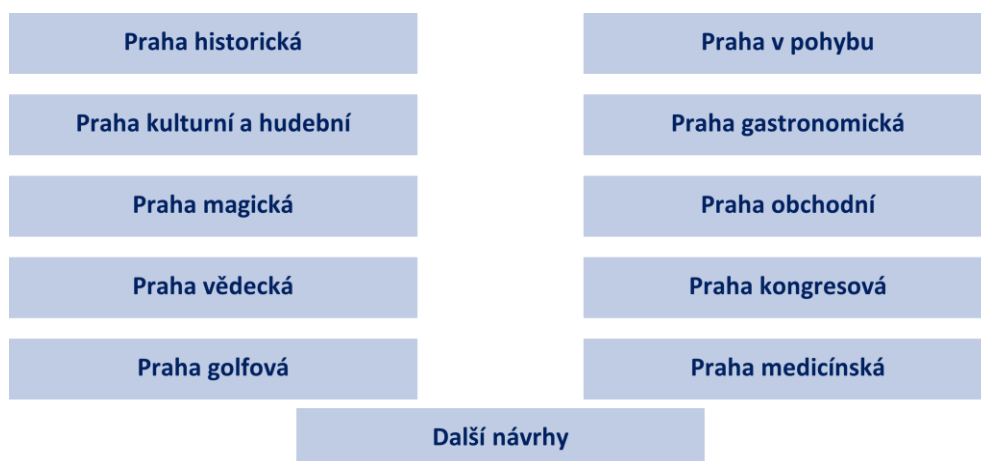 Praha historická
Praha v pohybu
Praha kulturní a hudební
Praha gastronomická
Praha magická
Praha obchodní
Praha vědecká
Praha kongresová
Praha golfová
Praha medicínská
Další návrhy